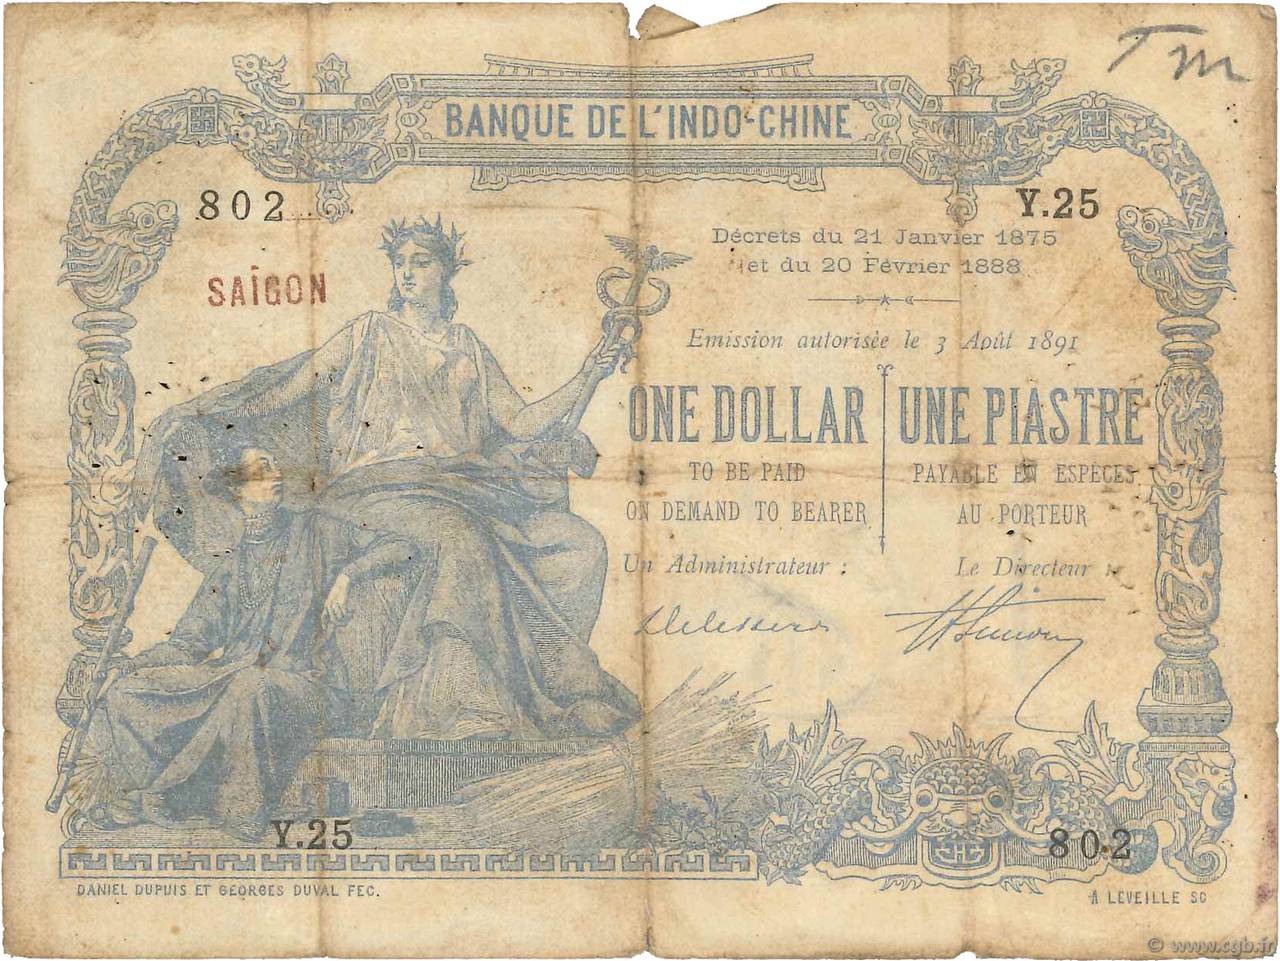 Tm
BANQUE DE L'INDO-CHINE
802
Y.25
SAÏGON
Décrets du 21 Janvier 1875
et du 20 Février 1888
Emission autorisée le 3 Août 1891
ONE DOLLAR
TO BE PAID
ON DEMAND TO BEARER
Un Administrateur :
UNE PIASTRE
PAYABLE EN ESPÈCES
AU PORTEUR
Le Directeur :
Y.25
802
DANIEL DUPUIS ET GEORGES DUVAL FEC.
A LEVEILLE SC
© www.cgb.fr